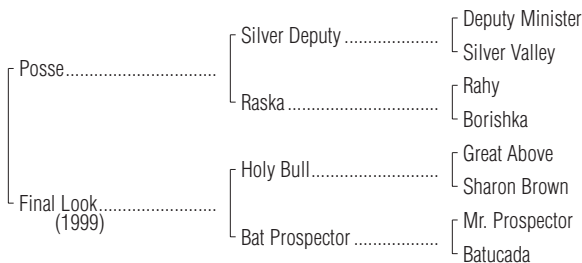 Deputy Minister
Silver Deputy ....................
Silver Valley
Posse................................
Rahy
Raska ................................
Borishka
Great Above
Holy Bull...........................
Sharon Brown
Final Look.........................
(1999)
Mr. Prospector
Bat Prospector ..................
Batucada